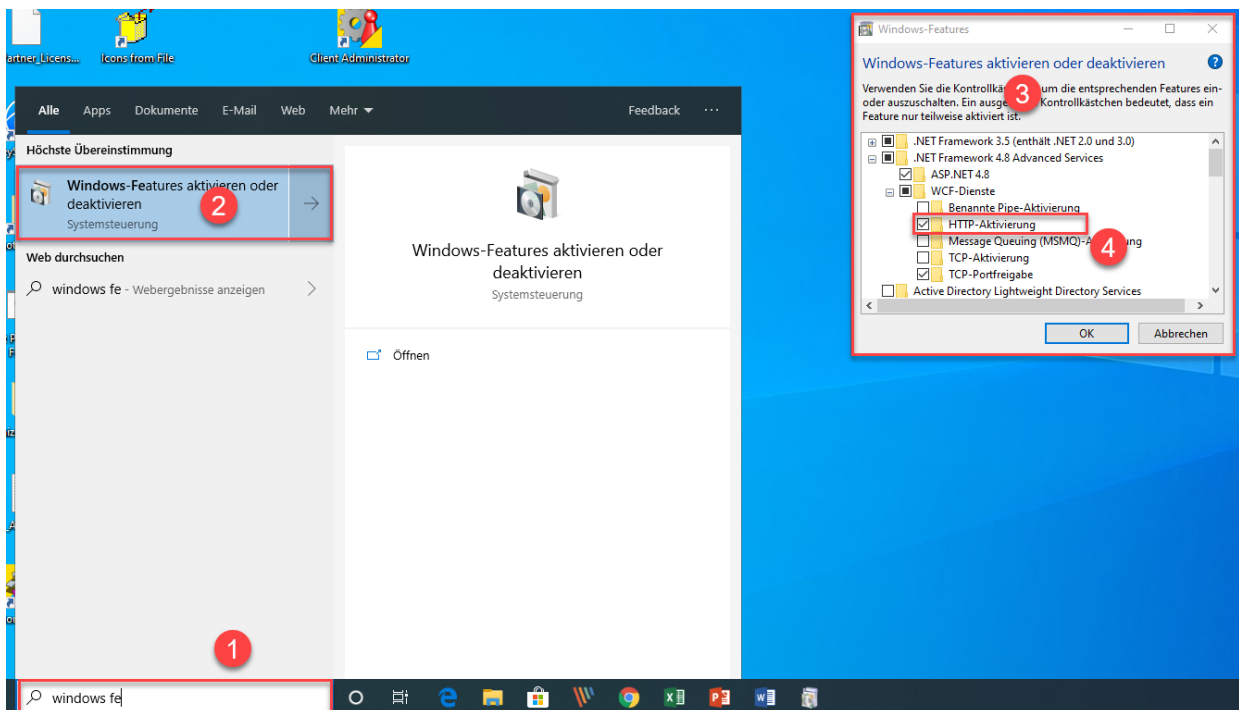 artner_Licens...
Icons from File
Client Administrator
Alle Apps Dokumente E-Mail Web Mehr Feedback ...
Höchste Übereinstimmung
Windows-Features aktivieren oder
deaktivieren
Systemsteuerung
2
Web durchsuchen
windows fe - Webergebnisse anzeigen
Windows-Features aktivieren oder
deaktivieren
Systemsteuerung
Öffnen
1
windows fe
Windows-Features
Windows-Features aktivieren oder deaktivieren
Verwenden Sie die um die entsprechenden Features ein-
oder auszuschalten. Ein Kontrollkästchen bedeutet, dass ein
Feature nur teilweise aktiviert ist.
3
.NET Framework 3.5 (enthält .NET 2.0 und 3.0)
.NET Framework 4.8 Advanced Services
ASP.NET 4.8
WCF-Dienste
Benannte Pipe-Aktivierung
HTTP-Aktivierung
Message Queuing (MSMQ)-A ung
4
TCP-Aktivierung
TCP-Portfreigabe
Active Directory Lightweight Directory Services
OK Abbrechen